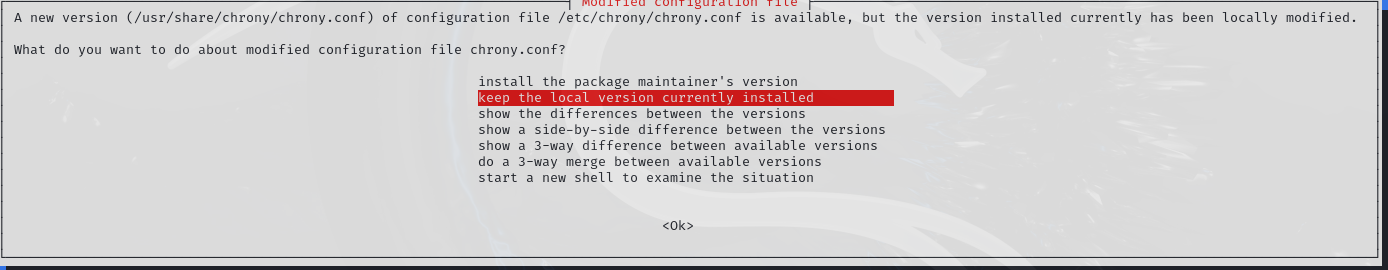 Modified configuration file
A new version (/usr/share/chrony/chrony.conf) of configuration file /etc/chrony/chrony.conf is available, but the version installed currently has been locally modified.
What do you want to do about modified configuration file chrony.conf?
install the package maintainer's version
keep the local version currently installed
show the differences between the versions
show a side-by-side difference between the versions
show a 3-way difference between available versions
do a 3-way merge between available versions
start a new shell to examine the situation
<Ok>